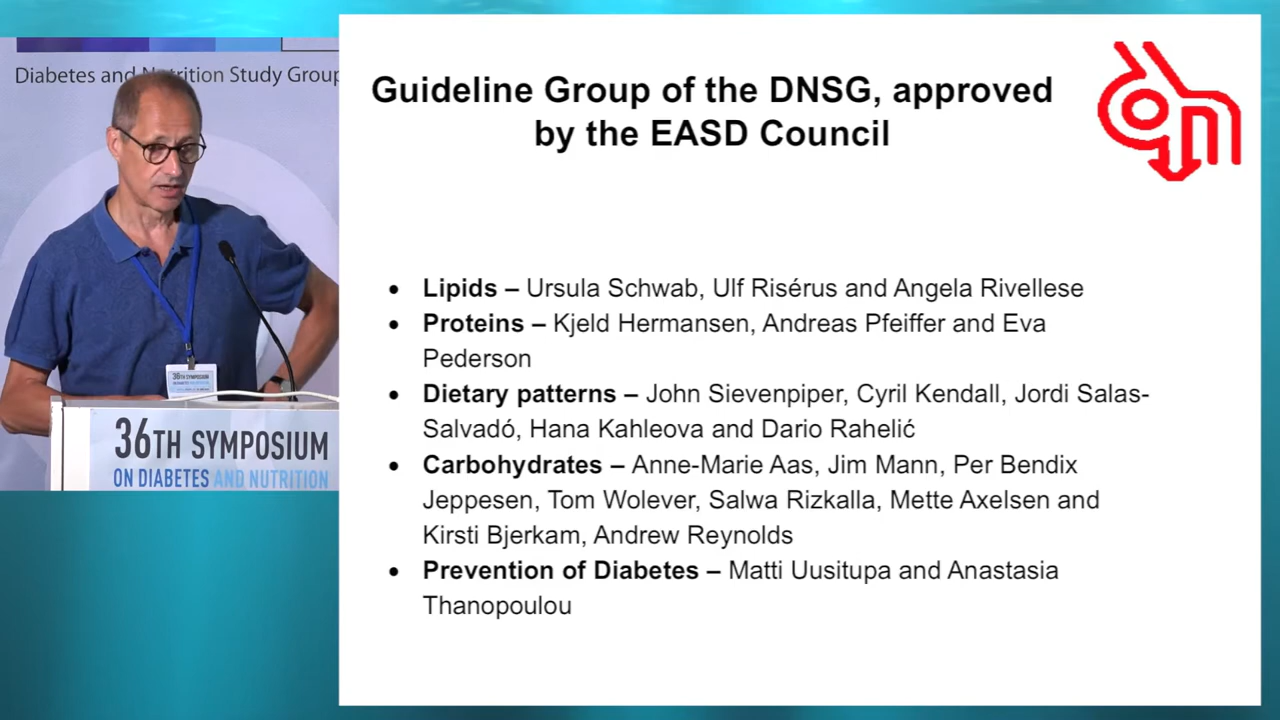 Diabetes and Nutrition Study Group
36TH SYMPOSIUM
36TH SYMPOSIUM
ON DIABETES AND NUTRITION
Guideline Group of the DNSG, approved
by the EASD Council
• Lipids – Ursula Schwab, Ulf Risérus and Angela Rivellese
• Proteins – Kjeld Hermansen, Andreas Pfeiffer and Eva
Pederson
• Dietary patterns – John Sievenpiper, Cyril Kendall, Jordi Salas-
Salvadó, Hana Kahleova and Dario Rahelić
• Carbohydrates – Anne-Marie Aas, Jim Mann, Per Bendix
Jeppesen, Tom Wolever, Salwa Rizkalla, Mette Axelsen and
Kirsti Bjerkam, Andrew Reynolds
• Prevention of Diabetes – Matti Uusitupa and Anastasia
Thanopoulou